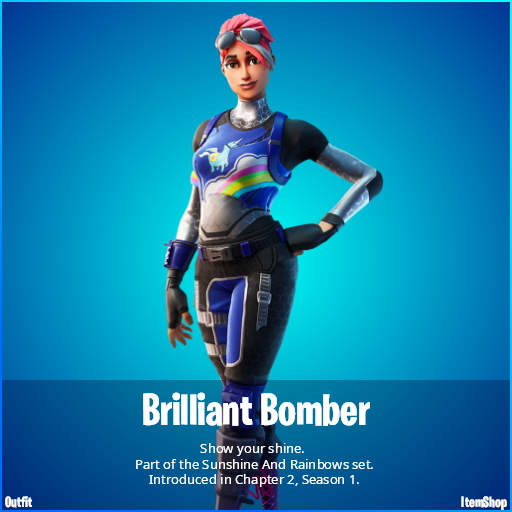 Brilliant Bomber
Show your shine.
Part of the Sunshine And Rainbows set.
Introduced in Chapter 2, Season 1.
Outfit
ItemShop